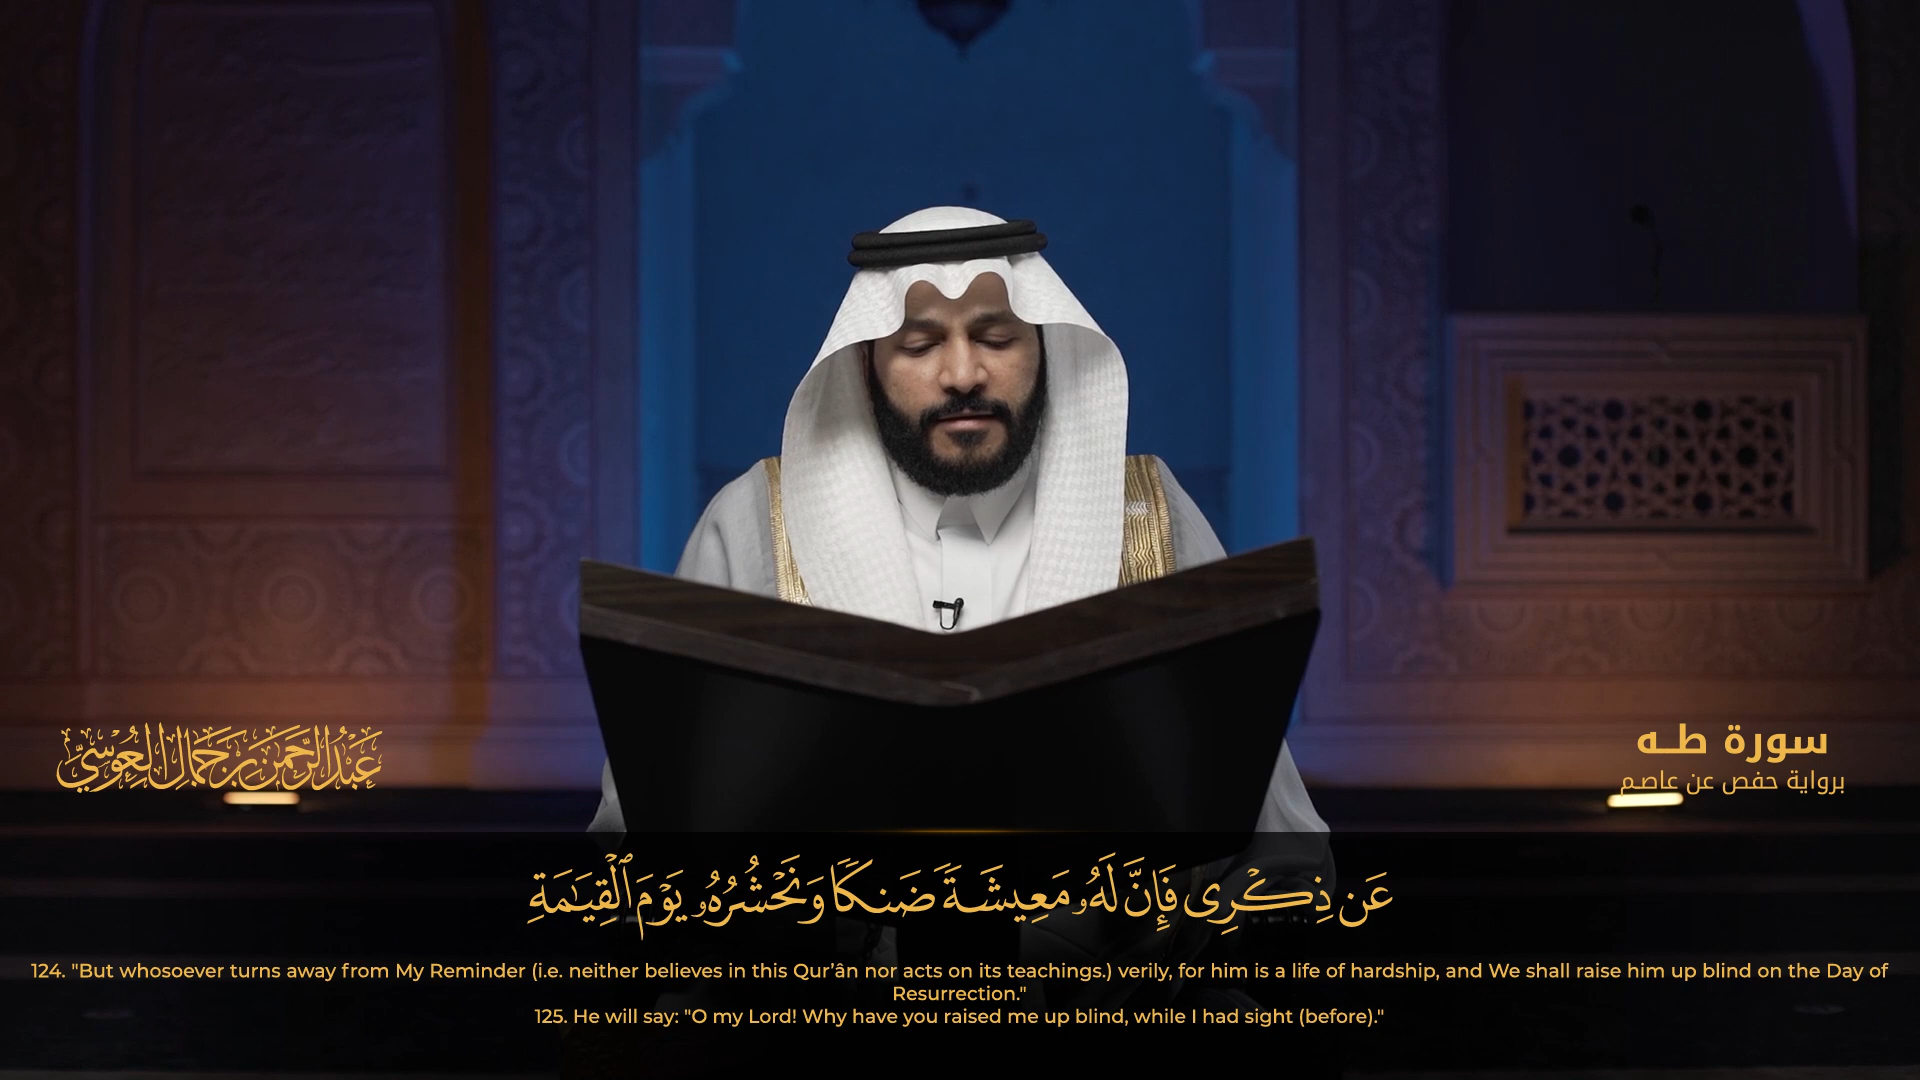 عبد الرحمن بن جمال العوسي
سورة طـه
برواية حفص عن عاصم
عَن ذِكْرِى فَإِنَّ لَهُۥ مَعِيشَةً ضَنكًا وَنَحْشُرُهُۥ يَوْمَ ٱلْقِيَـٰمَةِ
124. "But whosoever turns away from My Reminder (i.e. neither believes in this Qur’ân nor acts on its teachings.) verily, for him is a life of hardship, and We shall raise him up blind on the Day of
Resurrection."
125. He will say: "O my Lord! Why have you raised me up blind, while I had sight (before)."